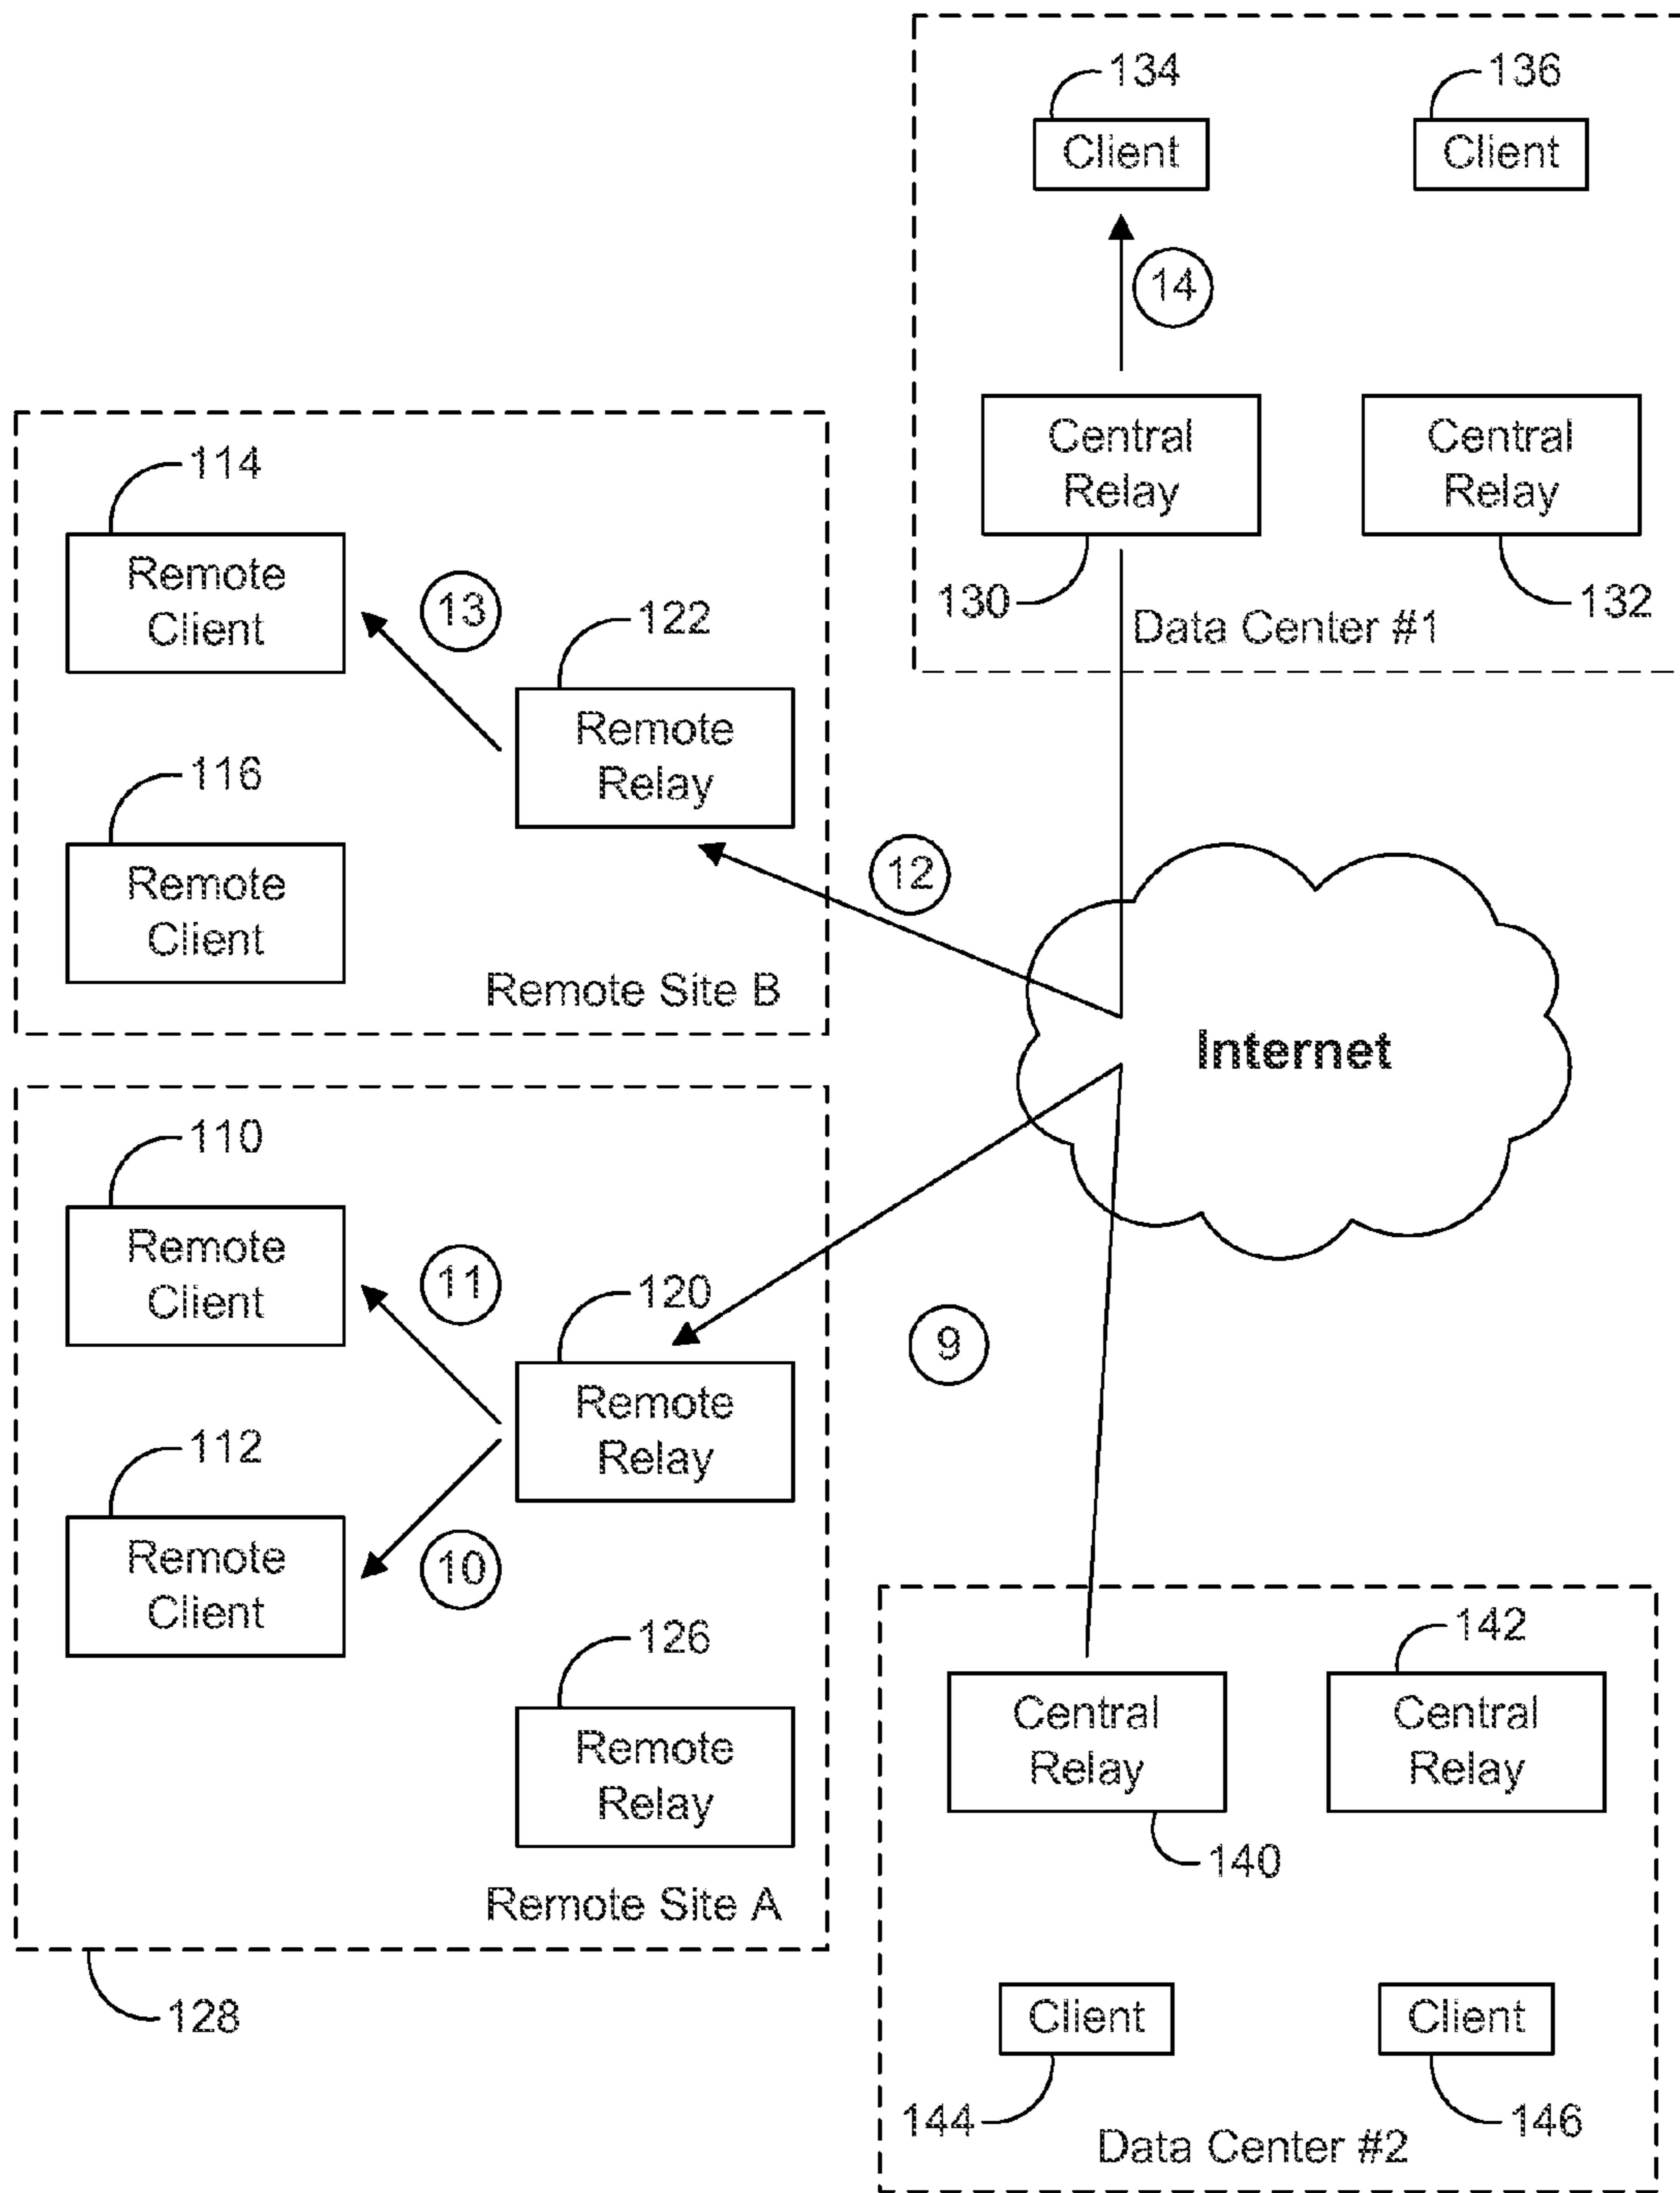 134
136
Client
Client
14
Central
Relay
Central
Relay
130
132
Data Center #1
114
Remote
Client
13
122
Remote
Relay
116
Remote
Client
12
Remote Site B
Internet
110
Remote
Client
11
120
Remote
Relay
9
112
Remote
Client
10
126
Remote
Relay
Remote Site A
128
142
Central
Relay
Central
Relay
140
Client
Client
144
146
Data Center #2